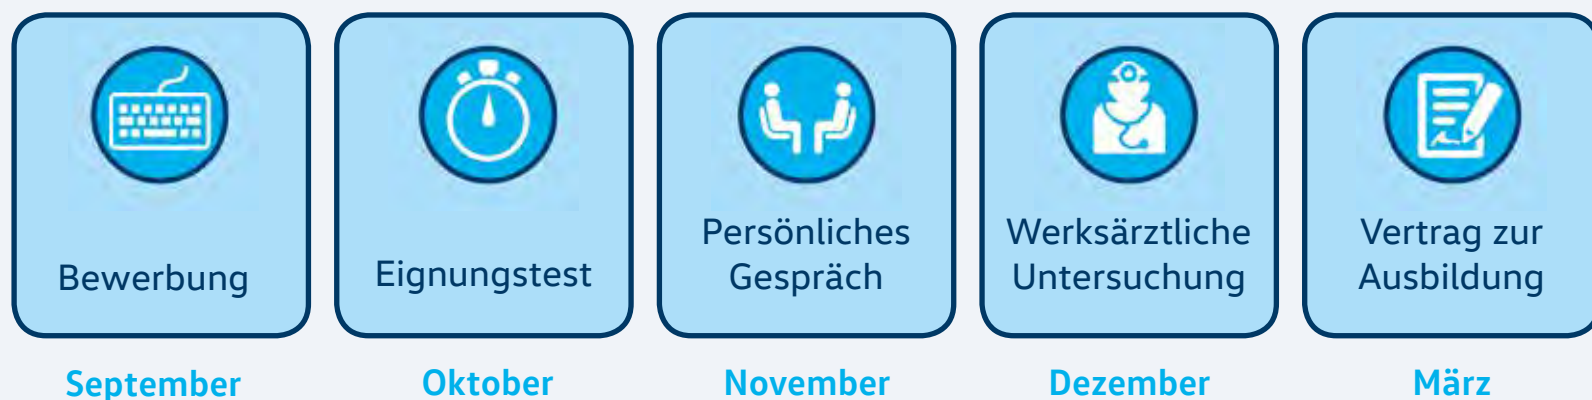 Bewerbung
September
Eignungstest
Oktober
Persönliches
Gespräch
November
Werksärztliche
Untersuchung
Dezember
Vertrag zur
Ausbildung
März